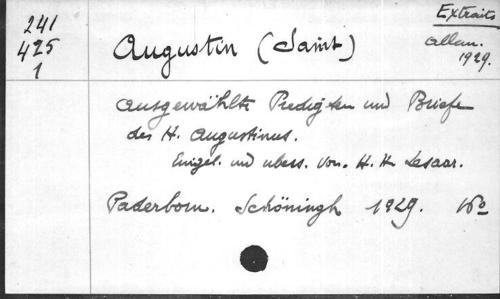 241
425
1
Extraits
allem.
1929.
Augustin (Saint)
Ausgewählte Predigten und Briefe
des H. Augustinus.
Eingel. und übers. von. H. H. Lesaar.
Paderborn. Schöningh 1929. 16º